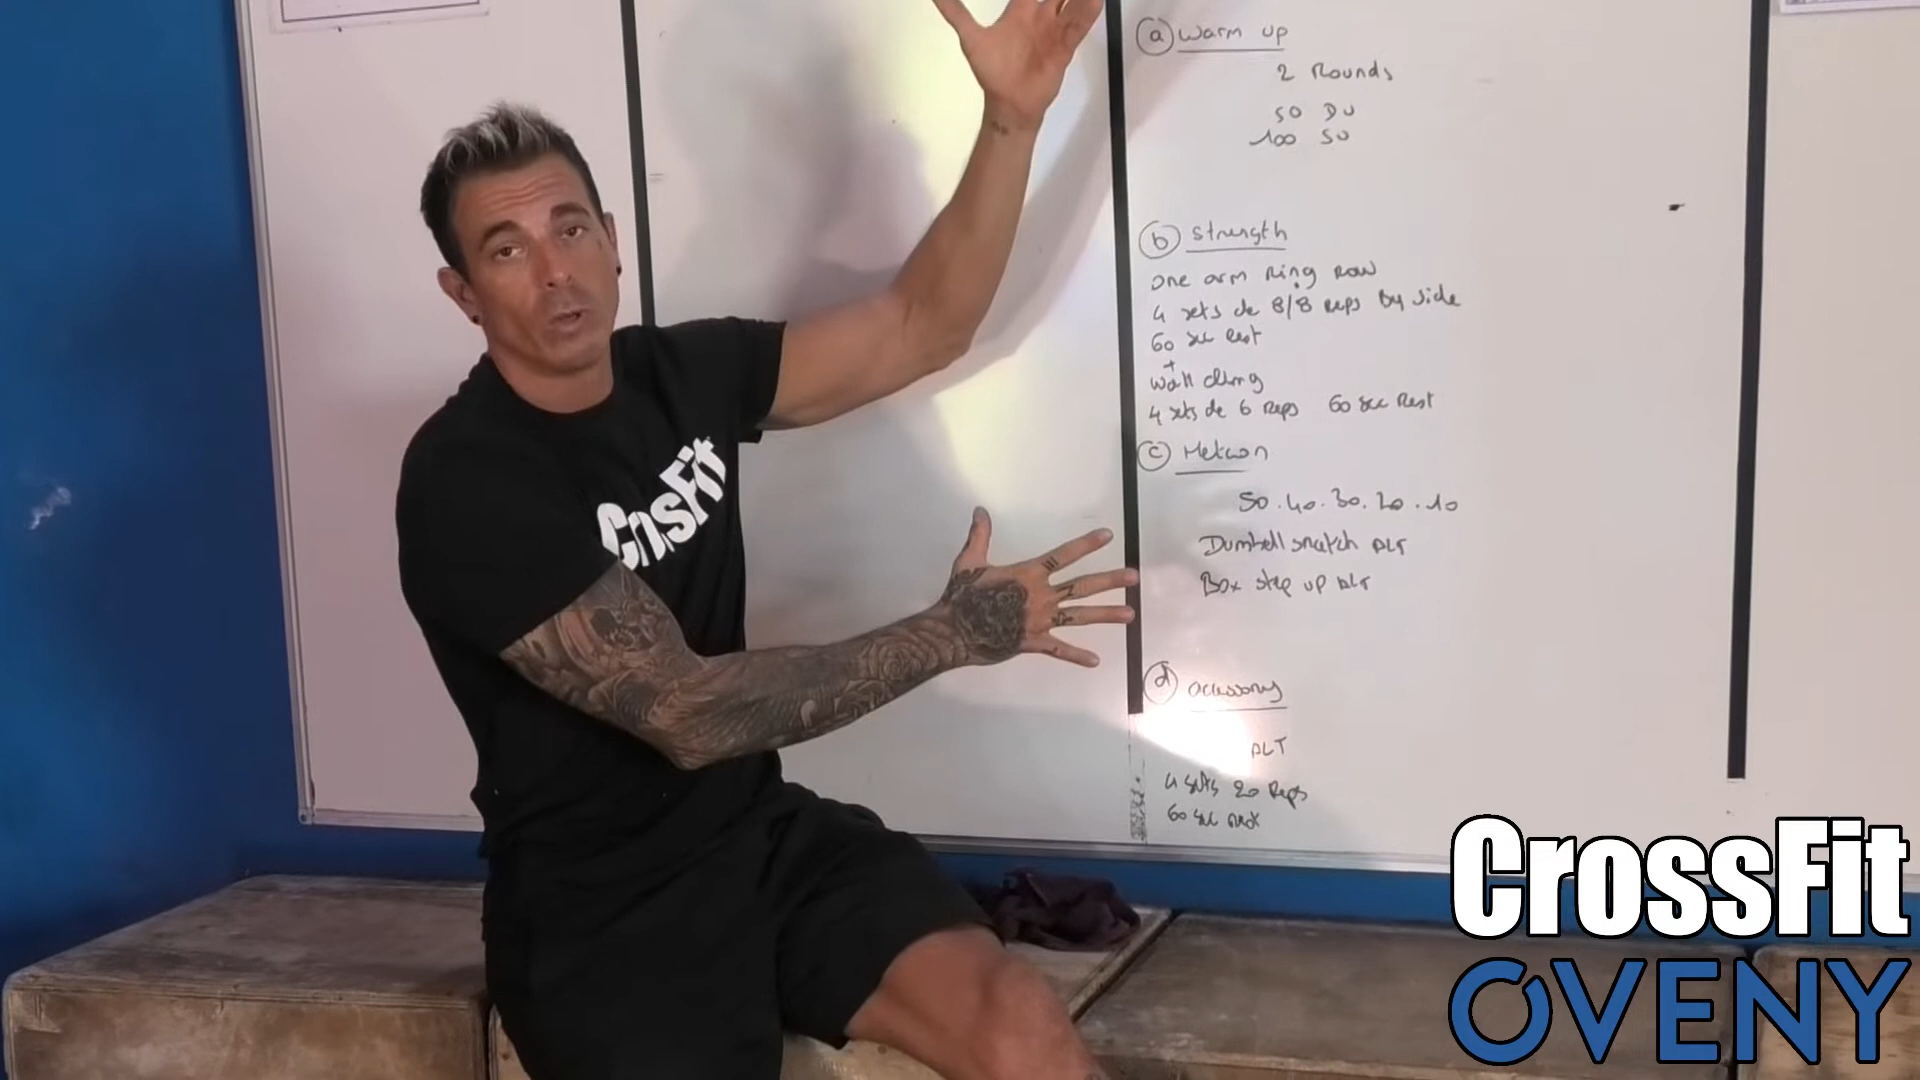 CrossFit
a warm up
2 Rounds
50 DU
100 SU
b strength
one arm Ring Row
4 sets de 8/8 Reps by side
60 sec Rest
+
wall climg
4 sets de 6 Reps 60 sec Rest
c Metcon
50.40.30.20.10
Dumbell snatch ALT
Box step up ALT
d accessory
ALT
4 sets 20 Reps
60 sec rest
CrossFit
OVENY